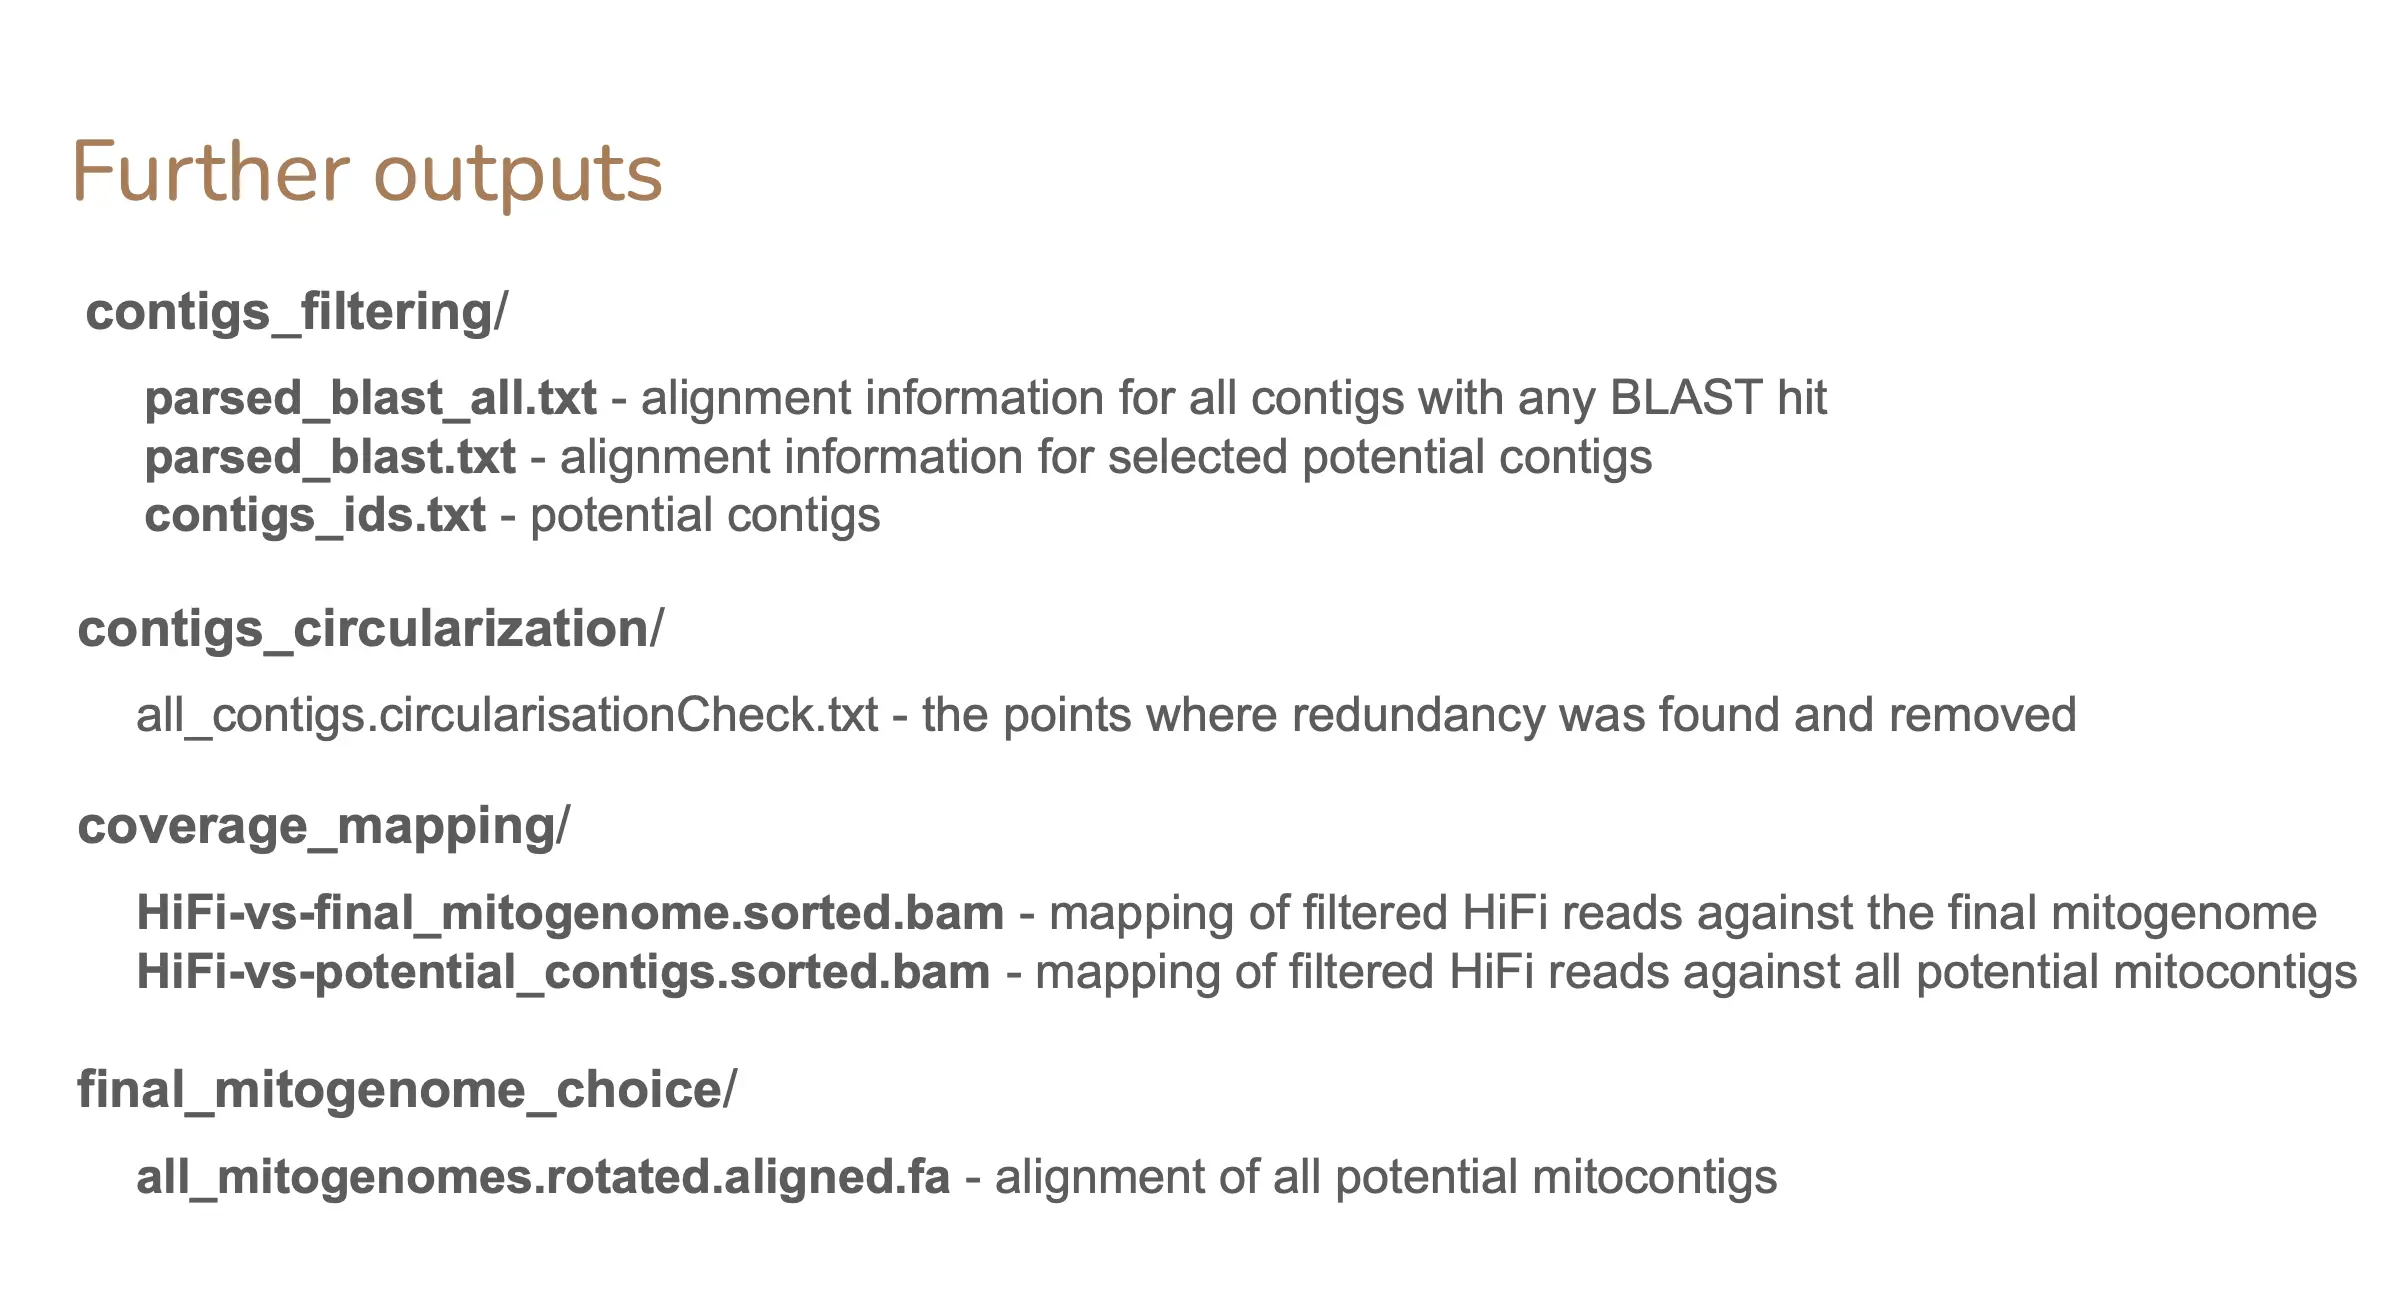 Further outputs
contigs_filtering/
parsed_blast_all.txt - alignment information for all contigs with any BLAST hit
parsed_blast.txt - alignment information for selected potential contigs
contigs_ids.txt - potential contigs
contigs_circularization/
all_contigs.circularisationCheck.txt - the points where redundancy was found and removed
coverage_mapping/
HiFi-vs-final_mitogenome.sorted.bam - mapping of filtered HiFi reads against the final mitogenome
HiFi-vs-potential_contigs.sorted.bam - mapping of filtered HiFi reads against all potential mitocontigs
final_mitogenome_choice/
all_mitogenomes.rotated.aligned.fa - alignment of all potential mitocontigs